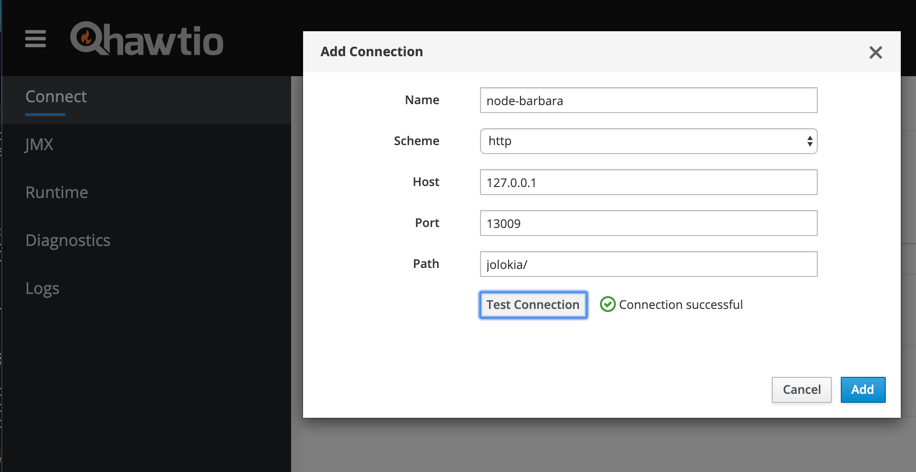 hawtio
Connect
JMX
Runtime
Diagnostics
Logs
Add Connection
Name
node-barbara
Scheme
http
Host
127.0.0.1
Port
13009
Path
jolokia/
Test Connection
Connection successful
Cancel
Add